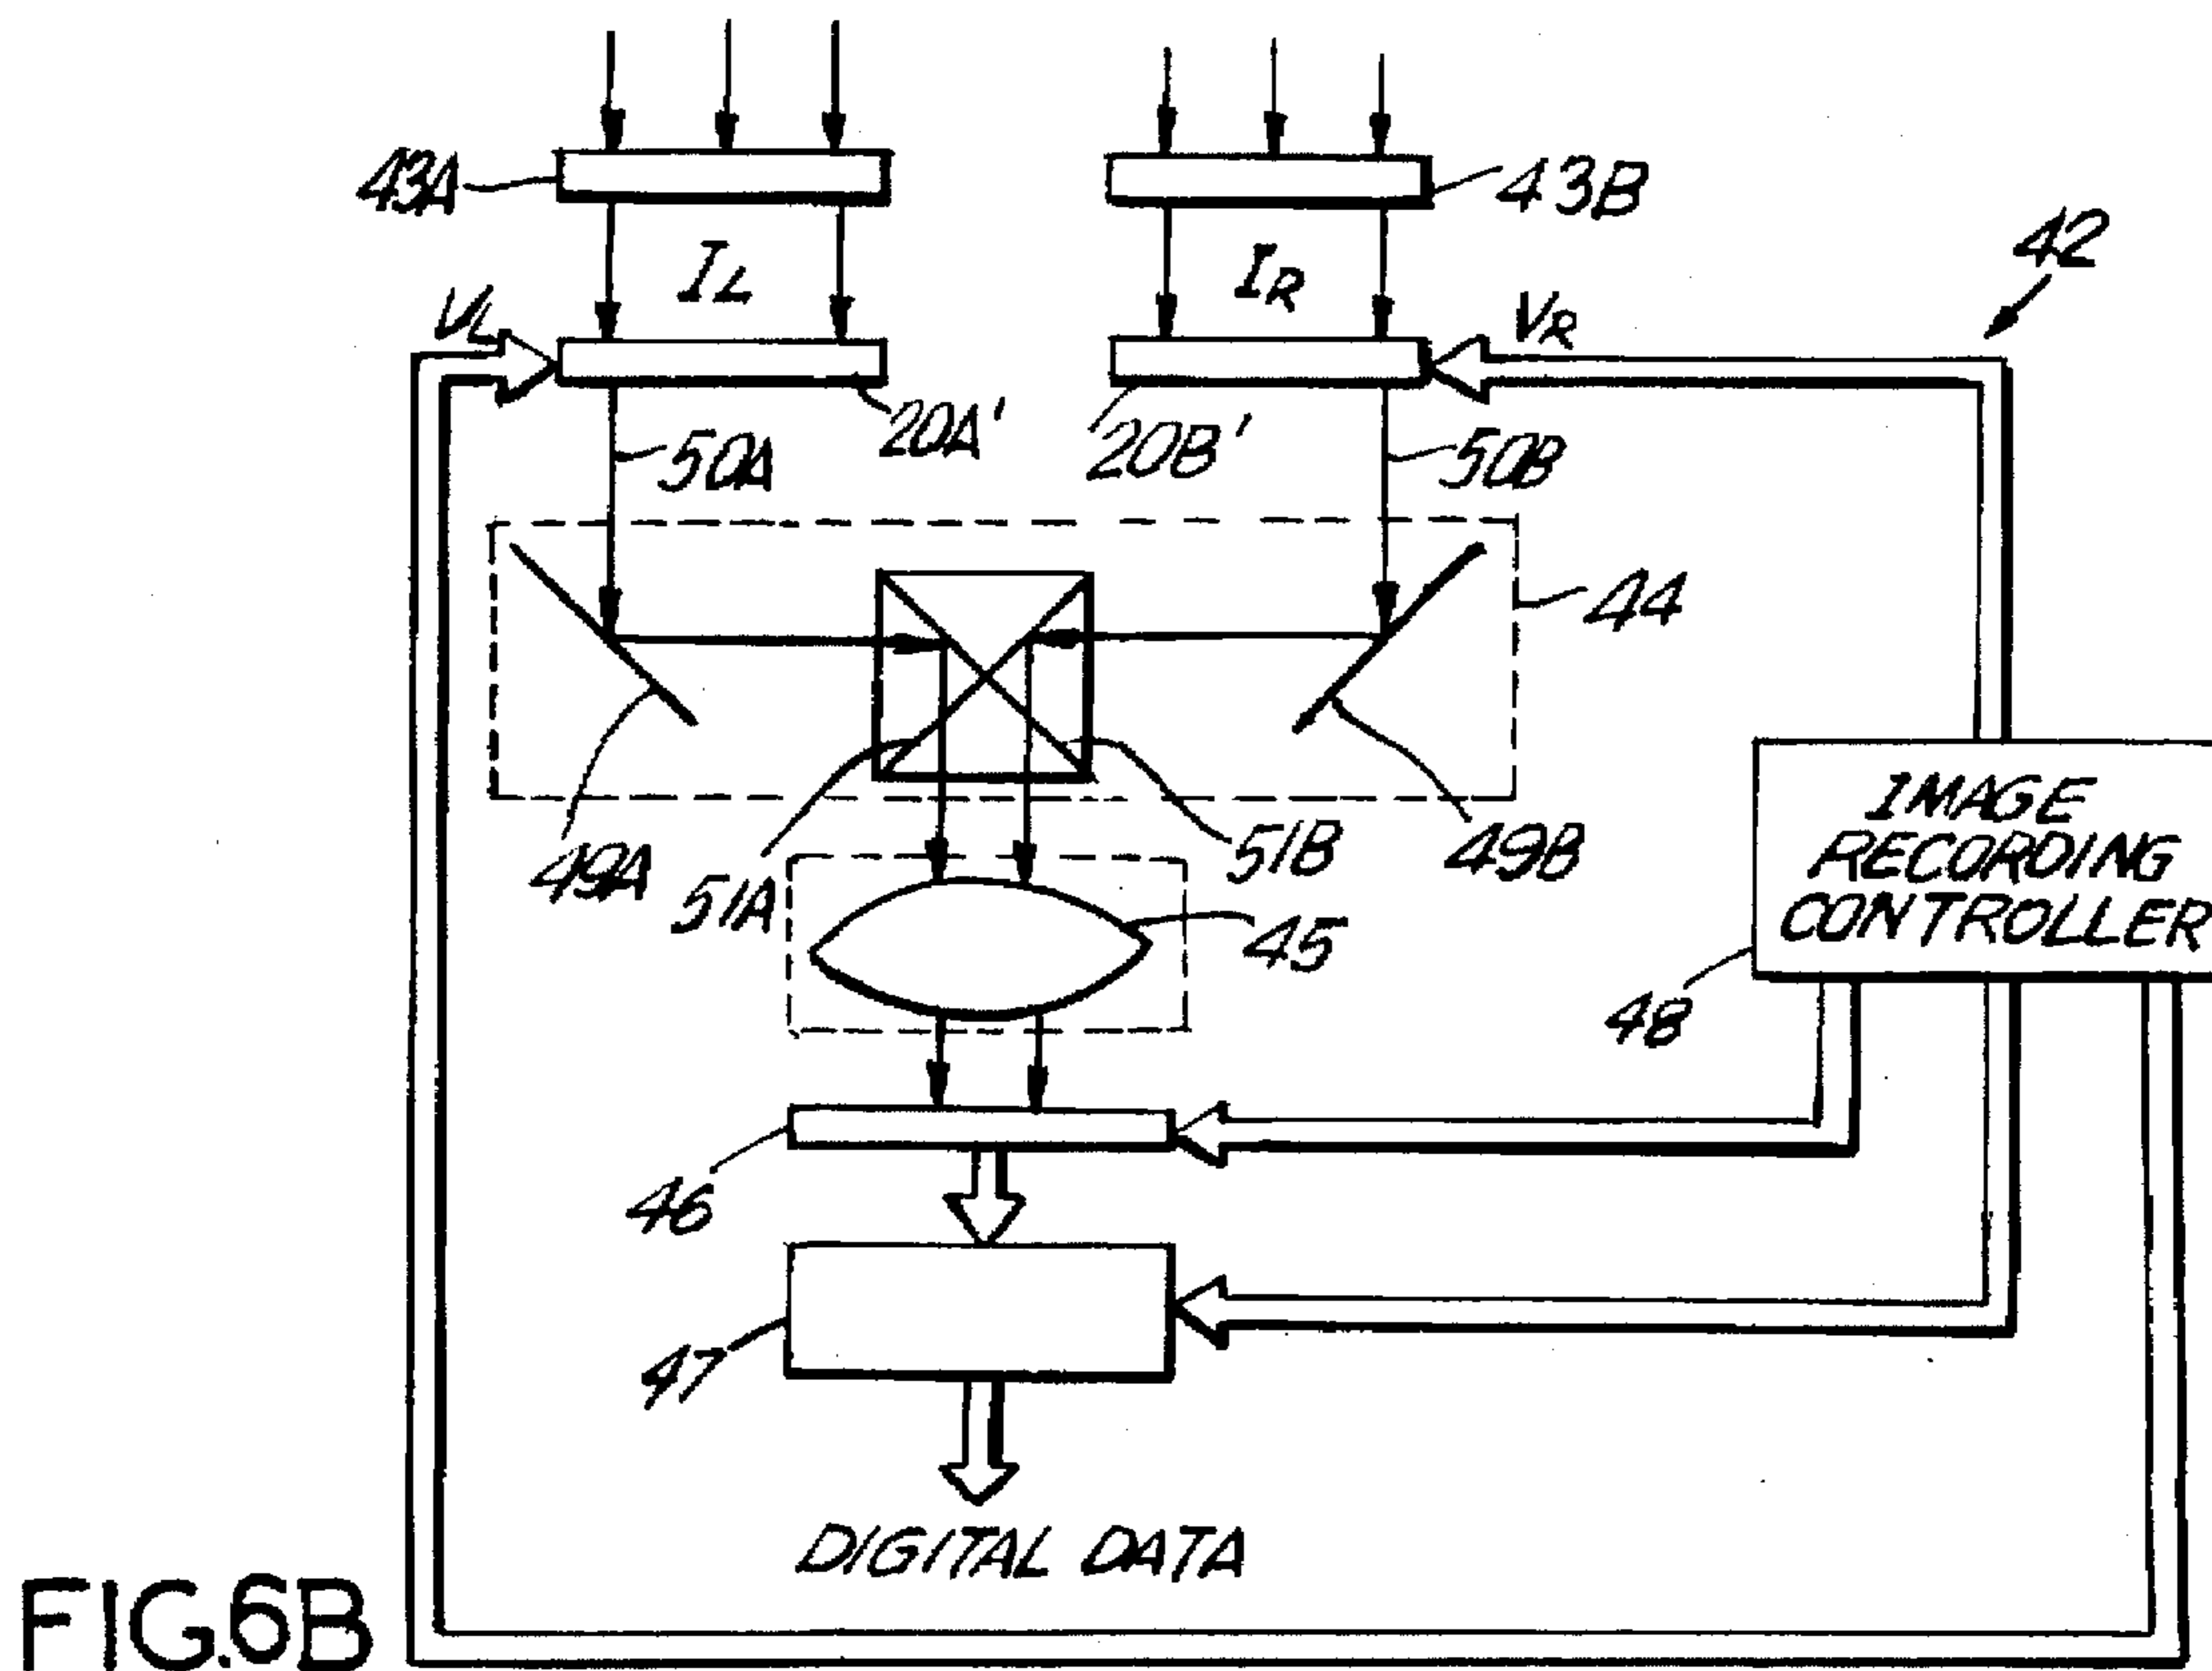 43A
43B
42
IL
IR
VL
VR
20A'
20B'
50A
50B
44
49A
51A
51B
49B
45
IMAGE
RECORDING
CONTROLLER
48
46
47
DIGITAL DATA
FIG.6B